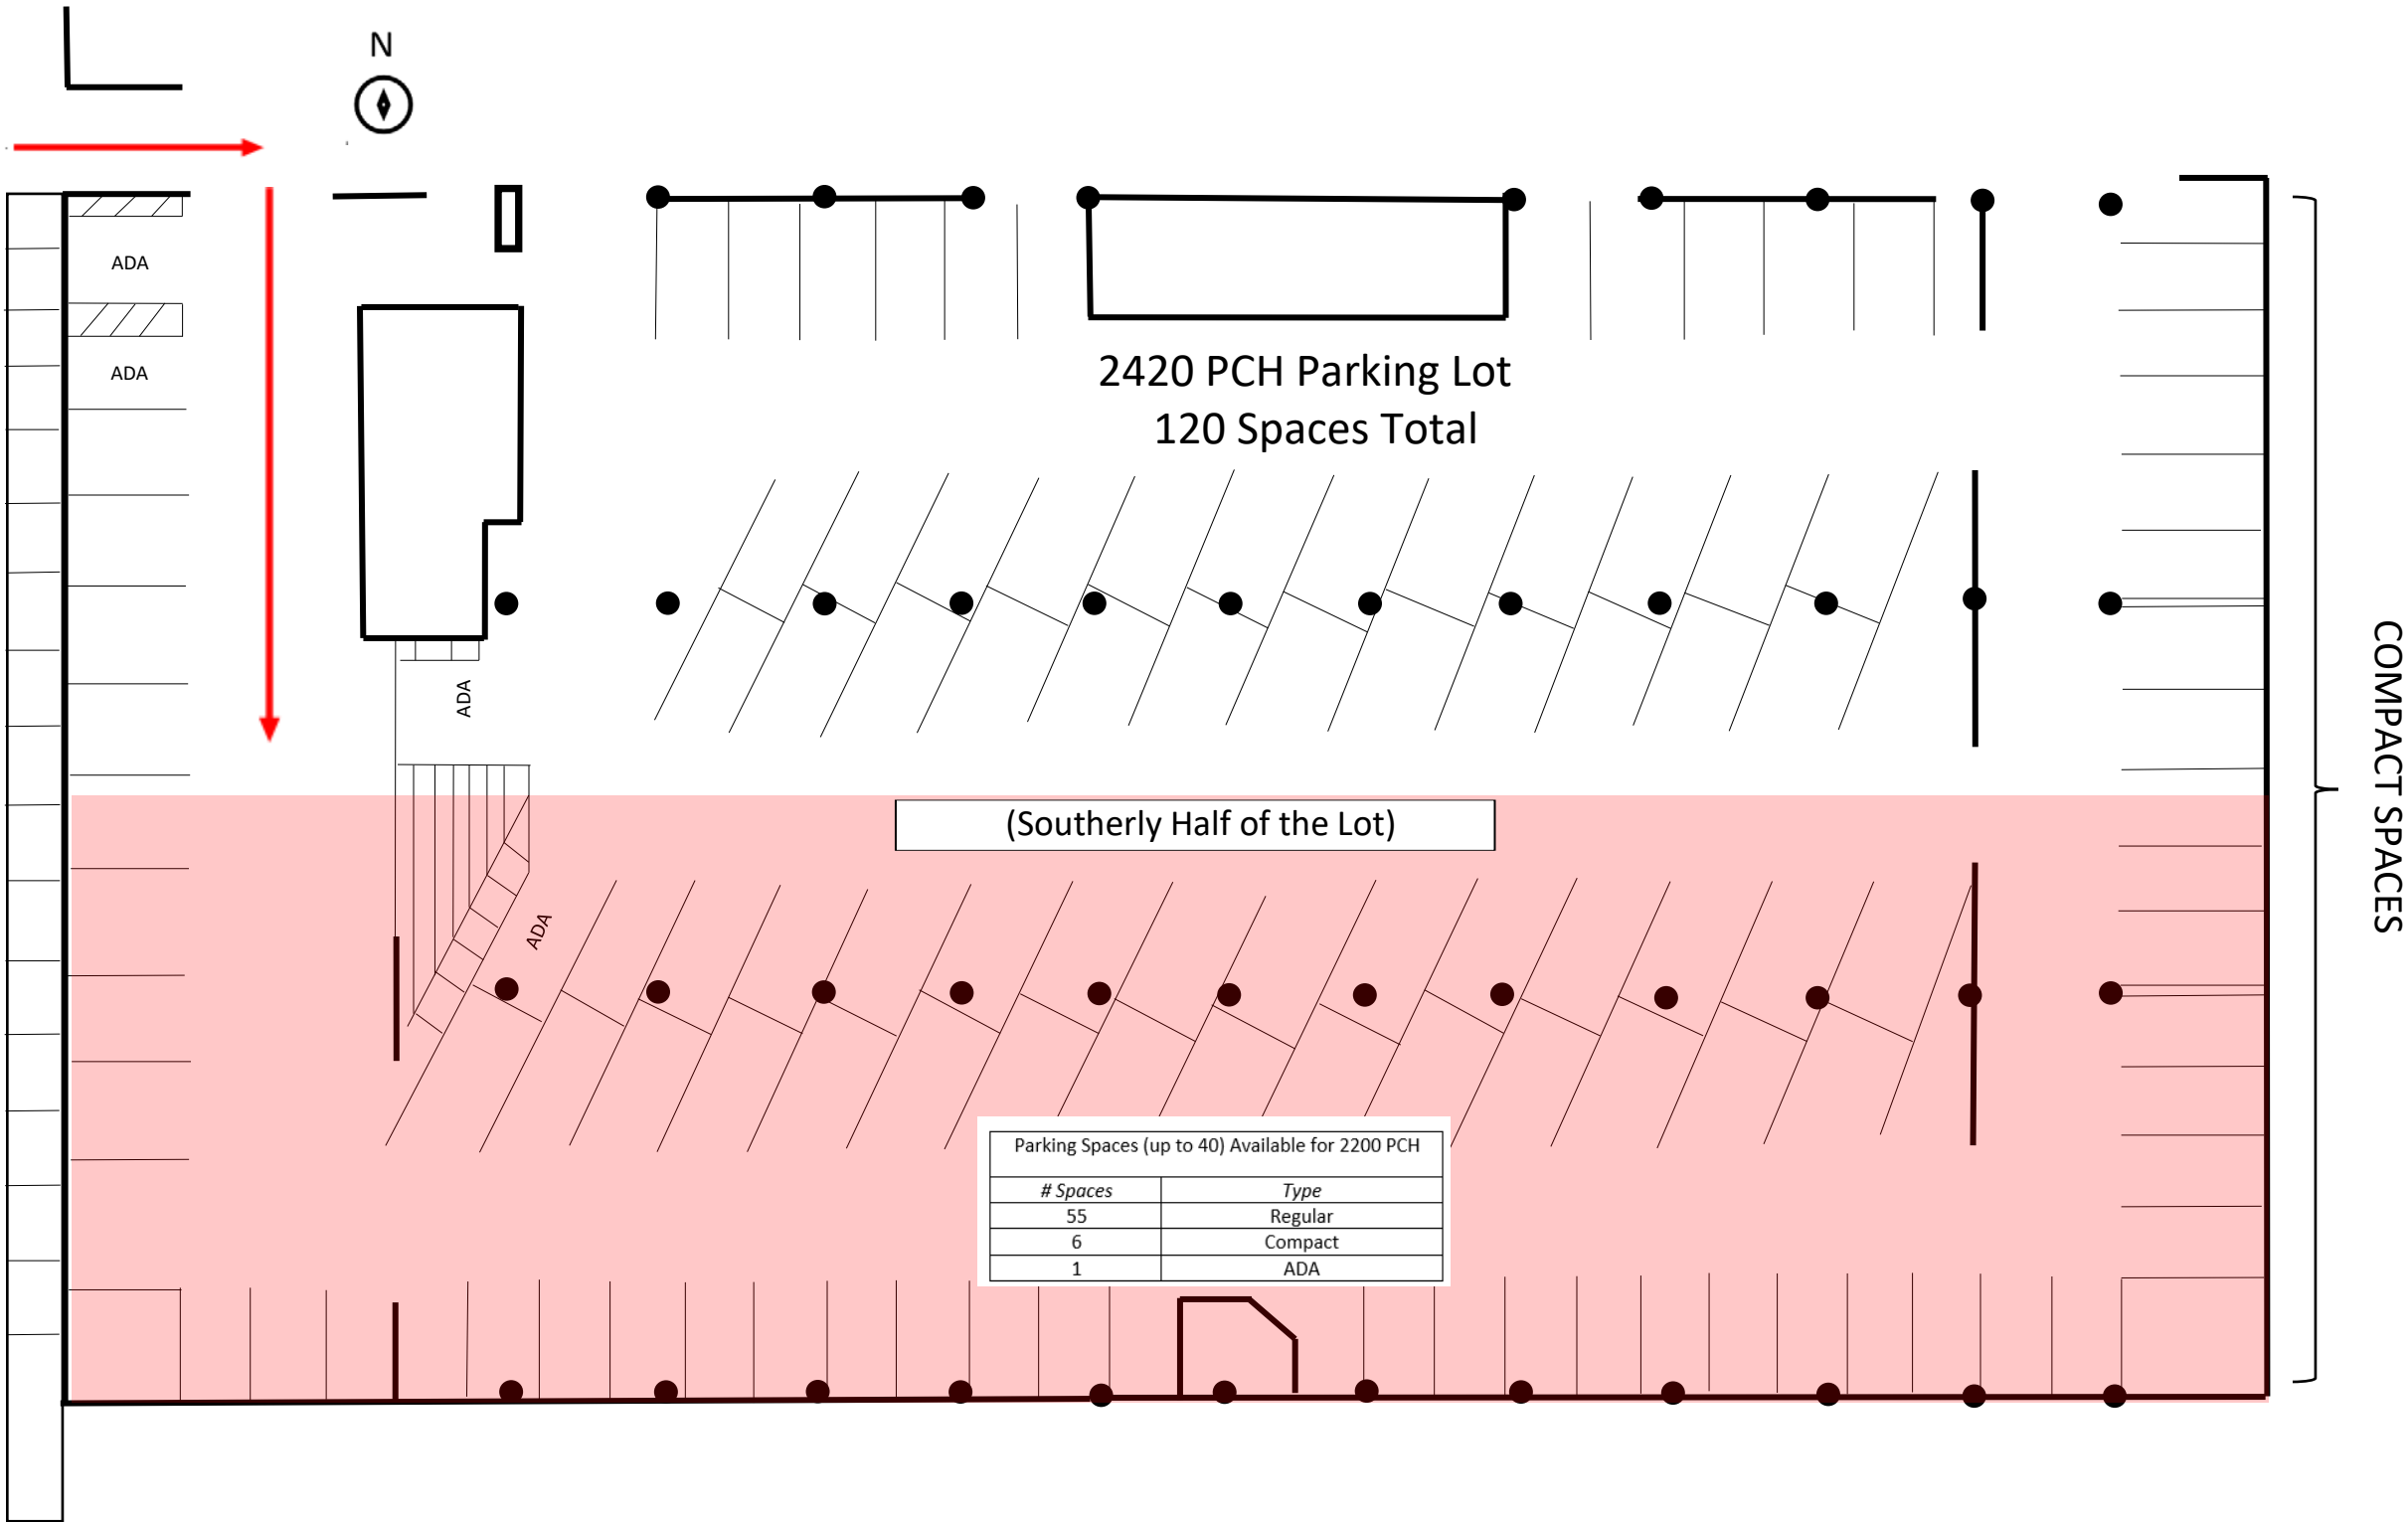 N
ADA
ADA
2420 PCH Parking Lot
120 Spaces Total
ADA
COMPACT SPACES
(Southerly Half of the Lot)
ADA
Parking Spaces (up to 40) Available for 2200 PCH
# Spaces Type
55 Regular
6 Compact
1 ADA